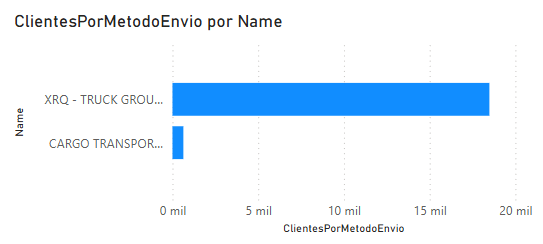 ClientesPorMetodoEnvio por Name
XRQ - TRUCK GROU...
CARGO TRANSPOR...
Name
0 mil 5 mil 10 mil 15 mil 20 mil
ClientesPorMetodoEnvio